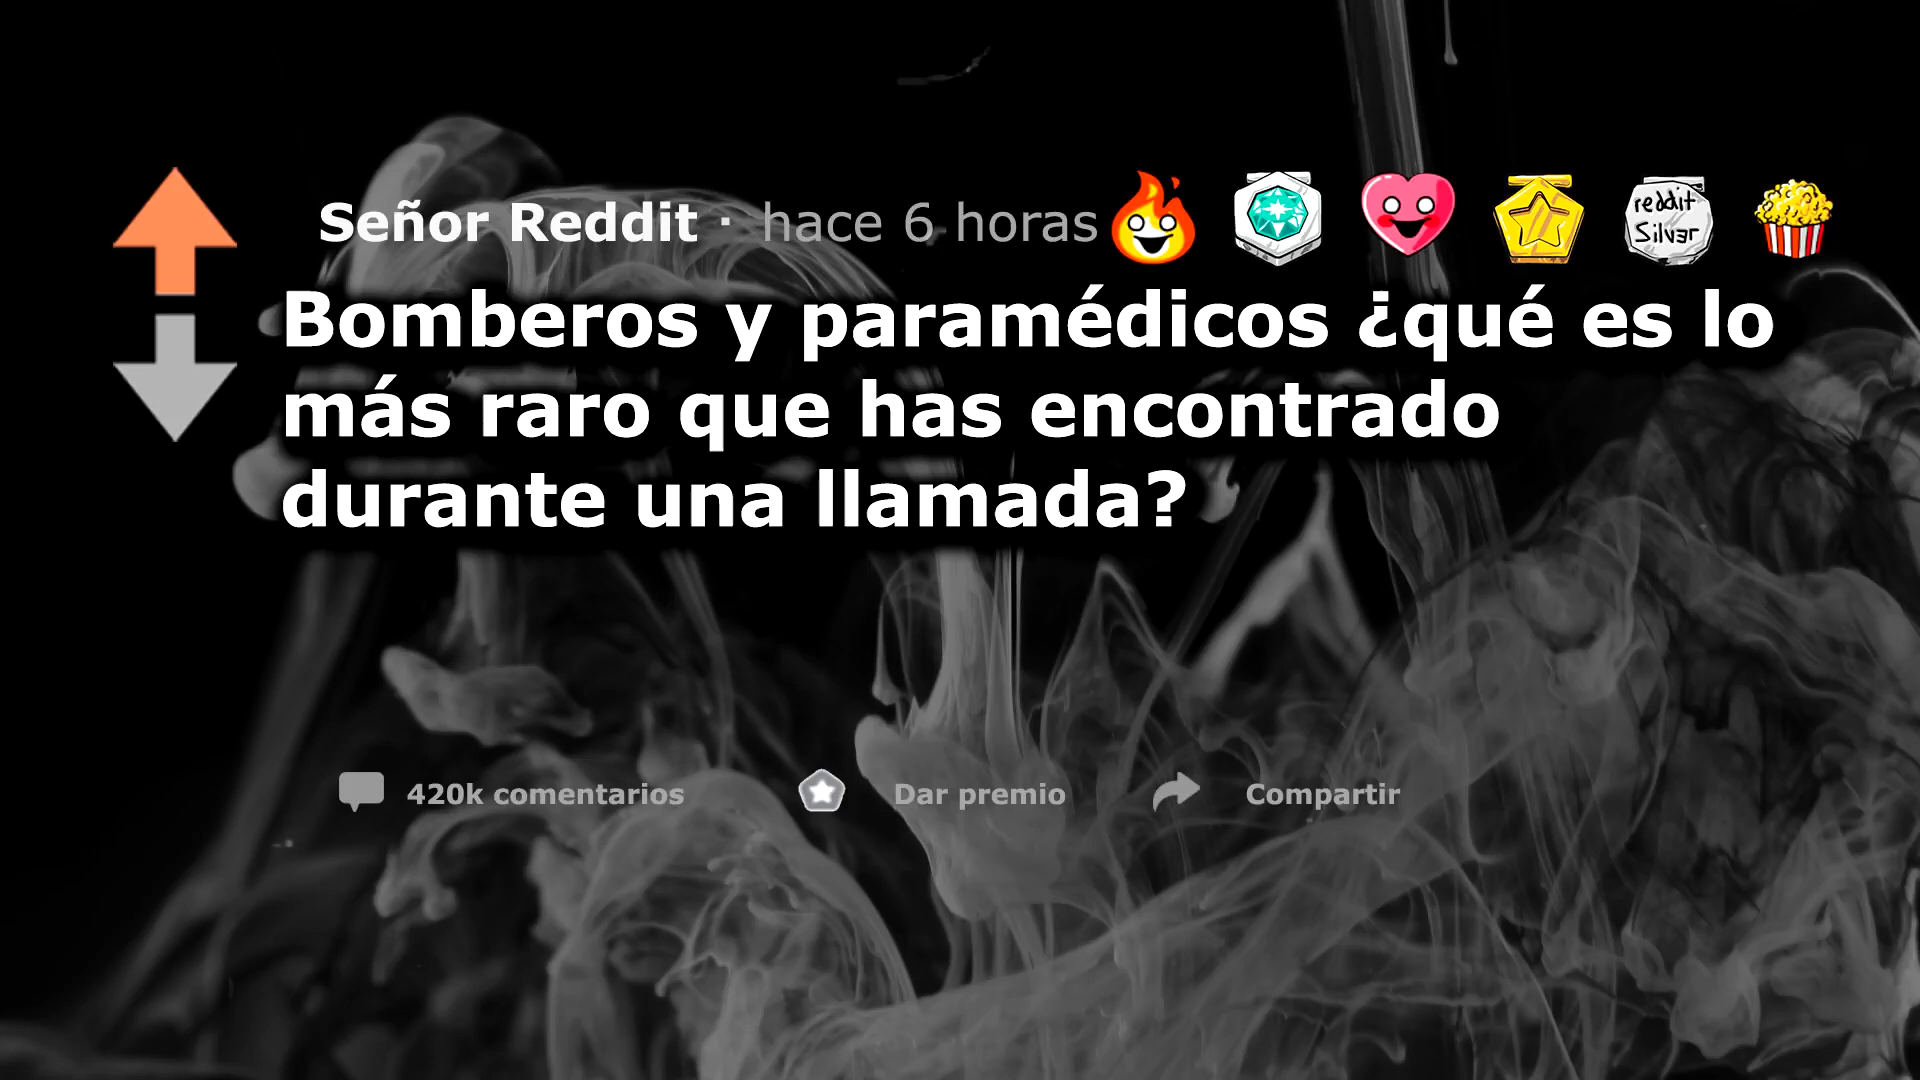 Señor Reddit · hace 6 horas
reddit
Silver
Bomberos y paramédicos ¿qué es lo
más raro que has encontrado
durante una llamada?
420k comentarios Dar premio Compartir